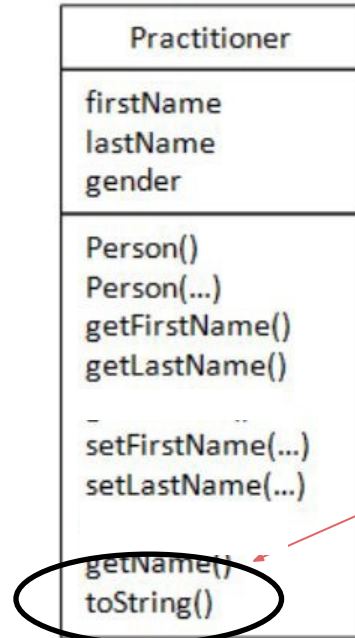 Practitioner
firstName
lastName
gender
Person()
Person(...)
getFirstName()
getLastName()
setFirstName(...)
setLastName(...)
getName()
toString()